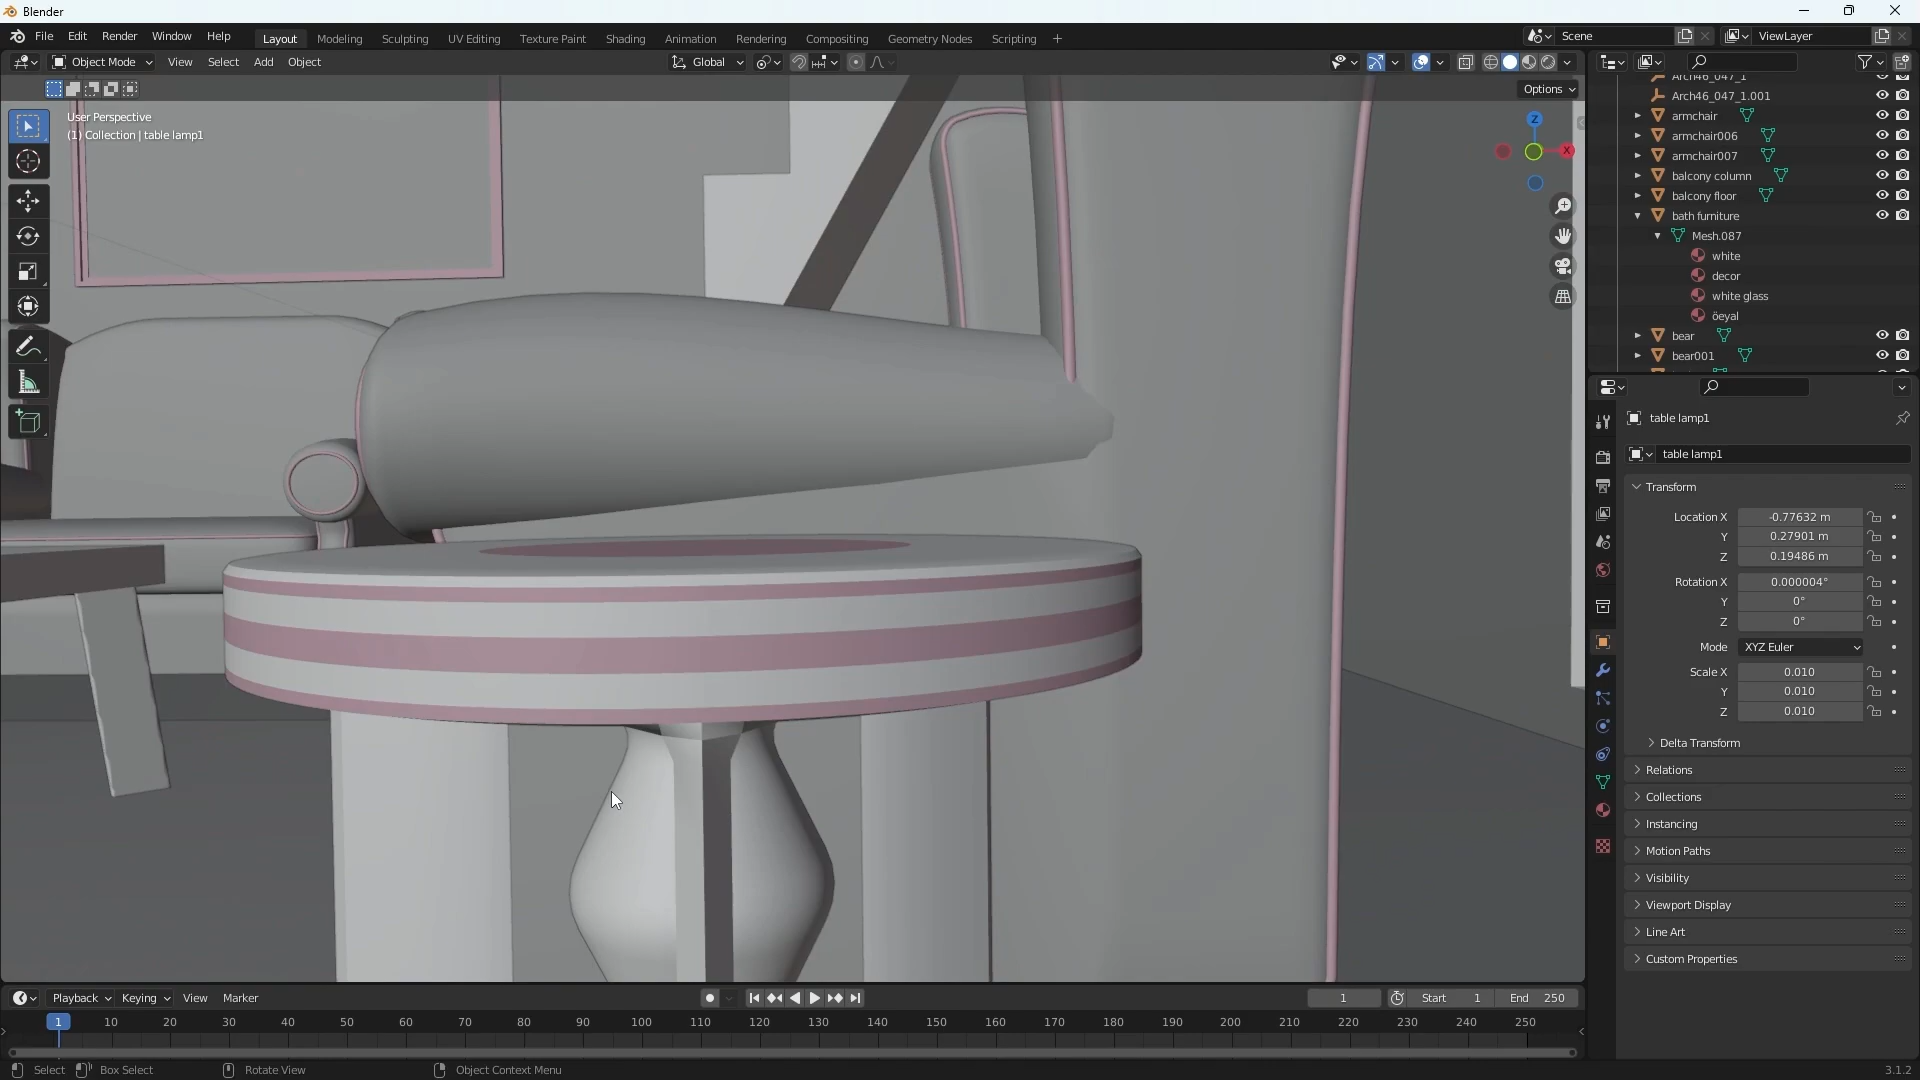 Blender
File Edit Render Window Help
Layout Modeling Sculpting UV Editing Texture Paint Shading Animation Rendering Compositing Geometry Nodes Scripting +
Scene
ViewLayer
Object Mode View Select Add Object
Global
Options
User Perspective
(1) Collection | table lamp1
Z
X
Arch46_047_1
Arch46_047_1.001
armchair
armchair006
armchair007
balcony column
balcony floor
bath furniture
Mesh.087
white
decor
white glass
öeyal
bear
bear001
table lamp1
table lamp1
Transform
Location X -0.77632 m
Y 0.27901 m
Z 0.19486 m
Rotation X 0.000004°
Y 0°
Z 0°
Mode XYZ Euler
Scale X 0.010
Y 0.010
Z 0.010
Delta Transform
Relations
Collections
Instancing
Motion Paths
Visibility
Viewport Display
Line Art
Custom Properties
Playback Keying View Marker
1 Start 1 End 250
1 10 20 30 40 50 60 70 80 90 100 110 120 130 140 150 160 170 180 190 200 210 220 230 240 250
Select Box Select Rotate View Object Context Menu
3.1.2